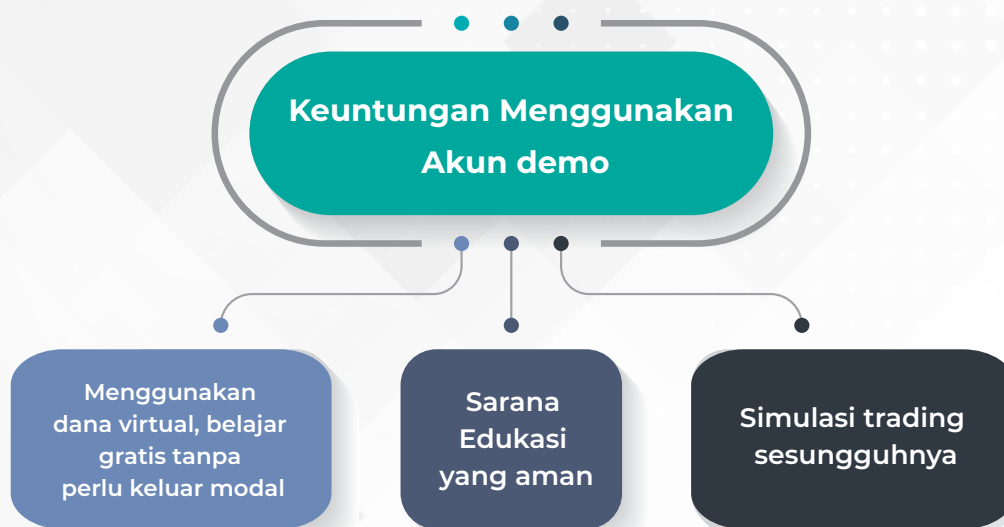 Keuntungan Menggunakan
Akun demo
Menggunakan
dana virtual, belajar
gratis tanpa
perlu keluar modal
Sarana
Edukasi
yang aman
Simulasi trading
sesungguhnya